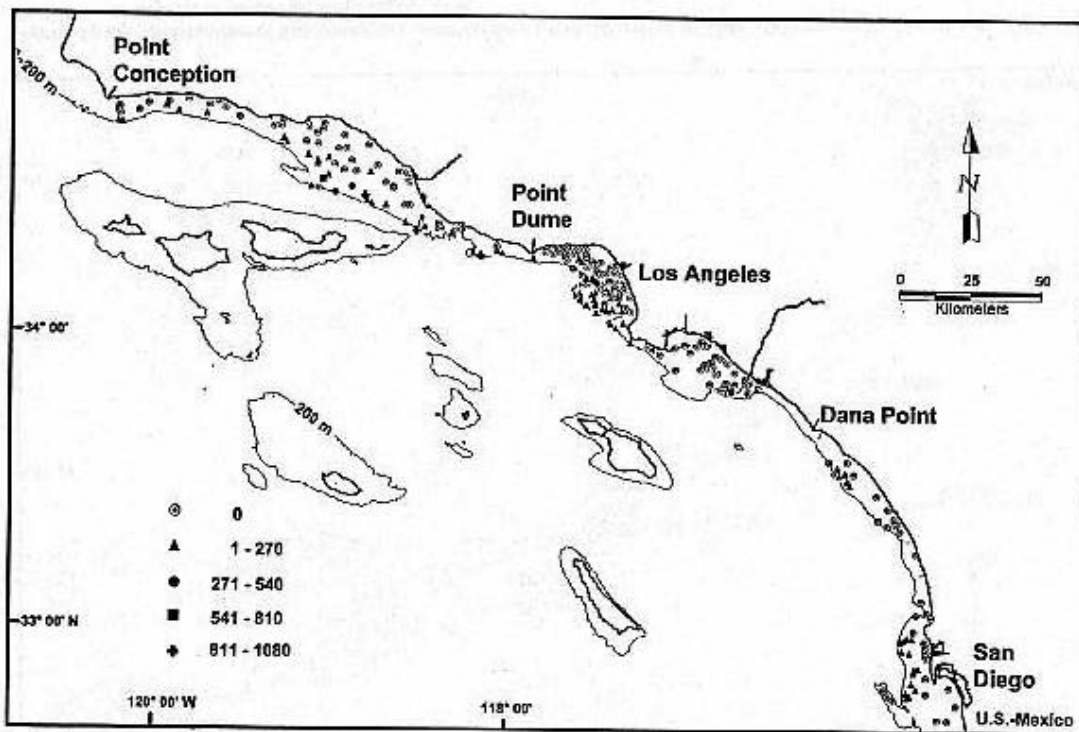 Point
Conception
-200 m
Point
Dume
N
Los Angeles
0 25 50
Kilometers
34° 00'
-200 m
Dana Point
0
1 - 270
271 - 540
541 - 810
811 - 1080
33° 00' N
San
Diego
120° 00' W
118° 00'
U.S.-Mexico